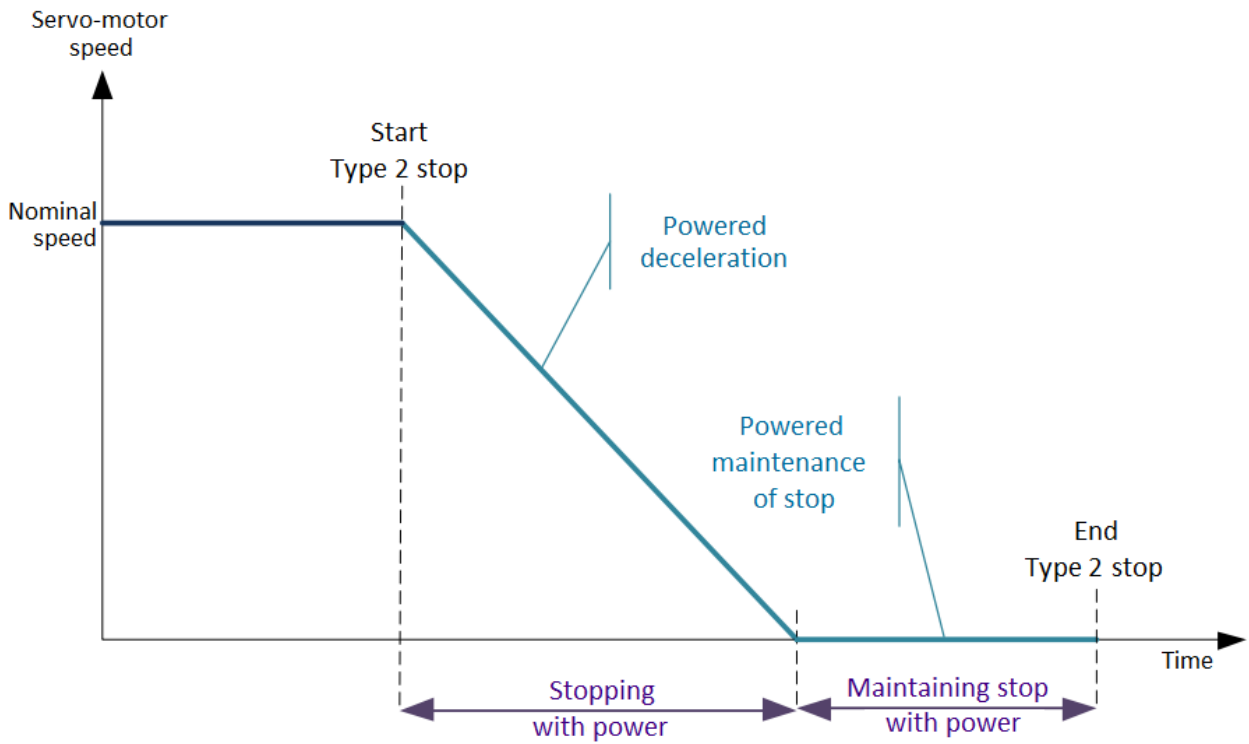 Servo-motor
speed
Start
Type 2 stop
Nominal
speed
Powered
deceleration
Powered
maintenance
of stop
End
Type 2 stop
Time
Stopping
with power
Maintaining stop
with power